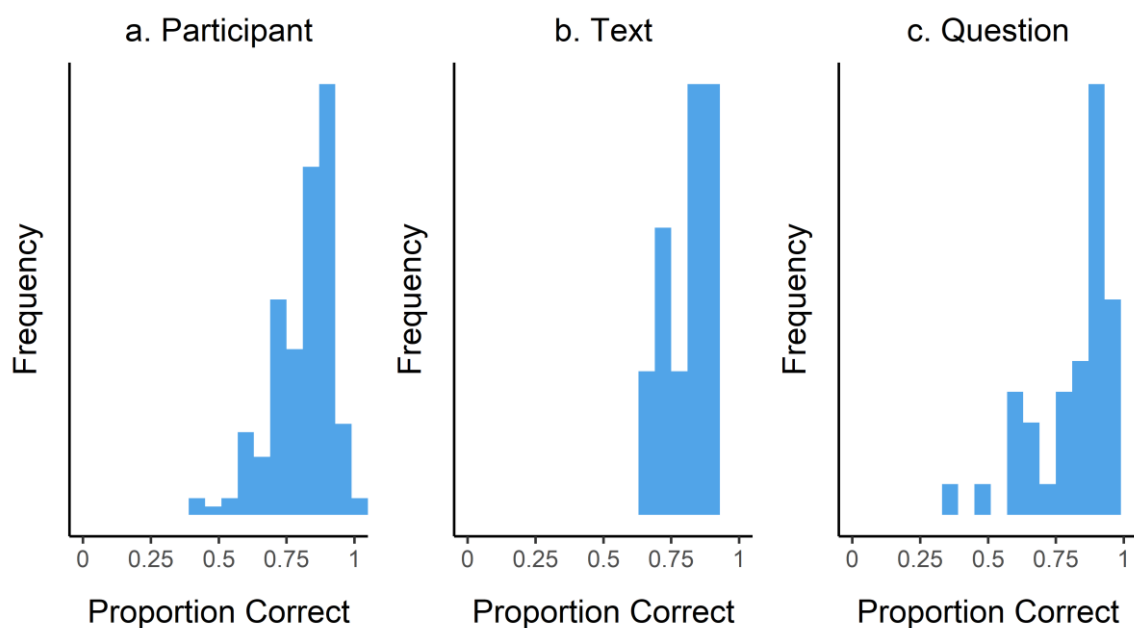 a. Participant
Frequency
0 0.25 0.5 0.75 1
Proportion Correct
b. Text
Frequency
0 0.25 0.5 0.75 1
Proportion Correct
c. Question
Frequency
0 0.25 0.5 0.75 1
Proportion Correct